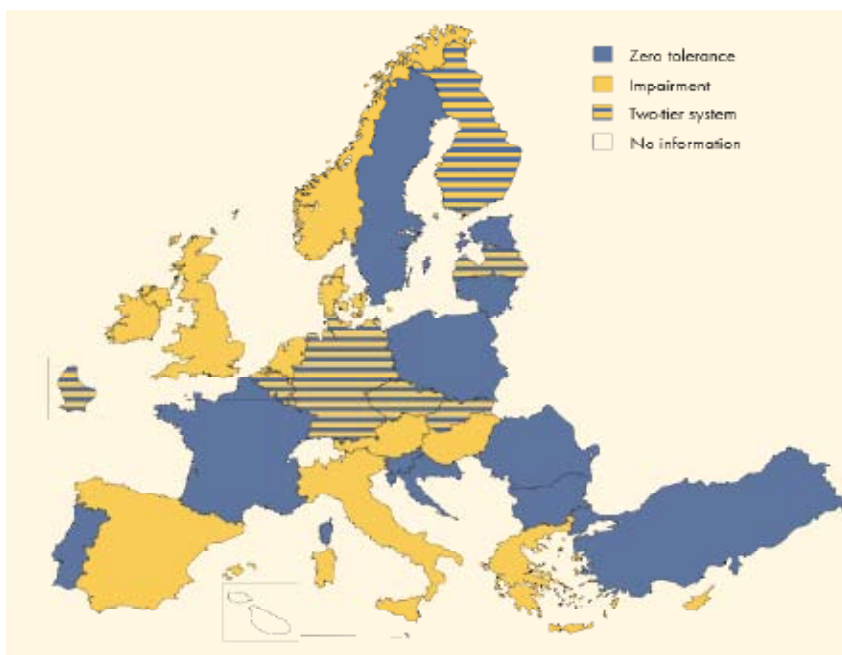 Zero tolerance
Impairment
Two-tier system
No information